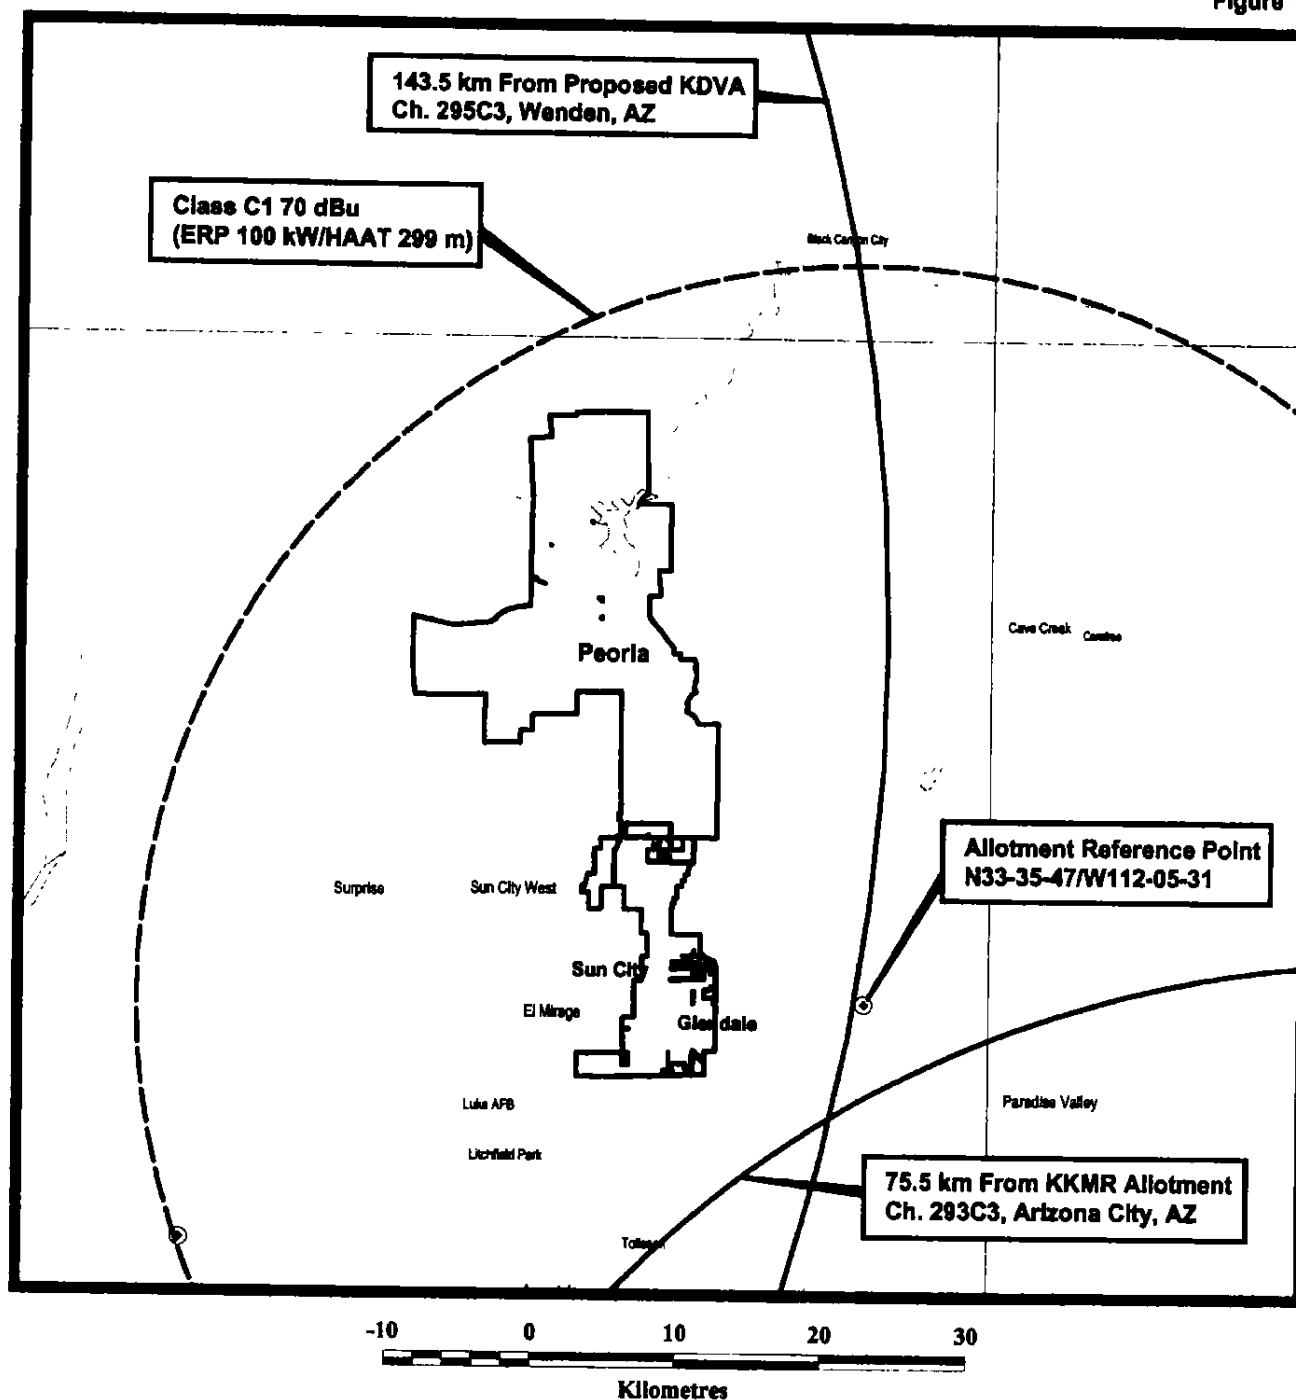 Figure
143.5 km From Proposed KDVA
Ch. 295C3, Wenden, AZ
Class C1 70 dBu
(ERP 100 kW/HAAT 299 m)
Black Canyon City
Peoria
Cave Creek
Carefree
Allotment Reference Point
N33-35-47/W112-05-31
Surprise
Sun City West
Sun City
El Mirage
Glendale
Luke AFB
Paradise Valley
Litchfield Park
75.5 km From KKMR Allotment
Ch. 293C3, Arizona City, AZ
Tolleson
-10 0 10 20 30
Kilometres